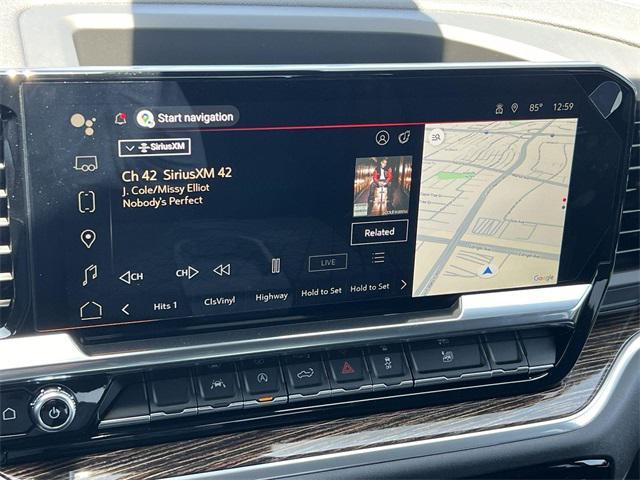 Start navigation
85° 12:59
SiriusXM
Ch 42 SiriusXM 42
J. Cole/Missy Elliot
Nobody's Perfect
Related
CH
CH
LIVE
Hits 1
ClsVinyl
Highway
Hold to Set
Hold to Set
Google